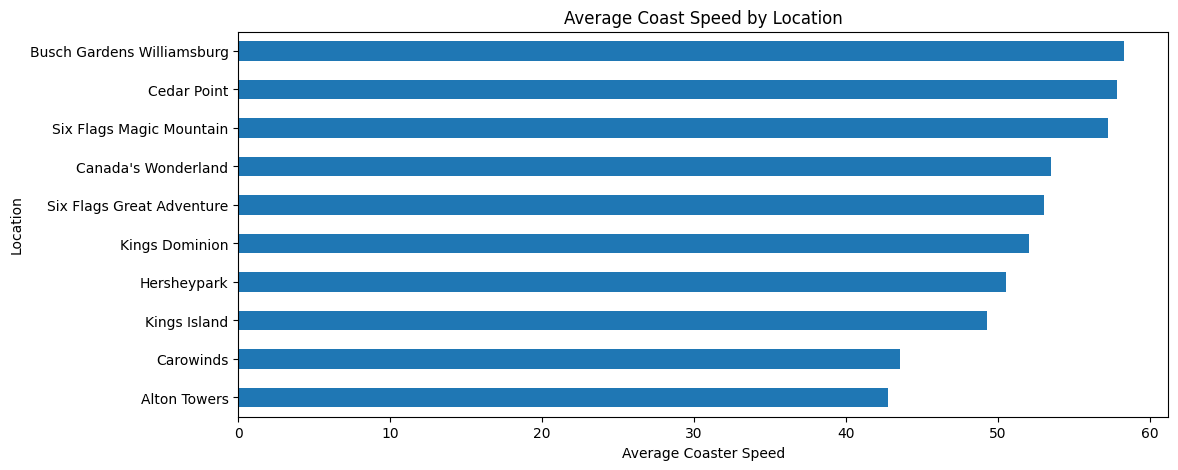 Average Coast Speed by Location
Location
Busch Gardens Williamsburg
Cedar Point
Six Flags Magic Mountain
Canada's Wonderland
Six Flags Great Adventure
Kings Dominion
Hersheypark
Kings Island
Carowinds
Alton Towers
0 10 20 30 40 50 60
Average Coaster Speed